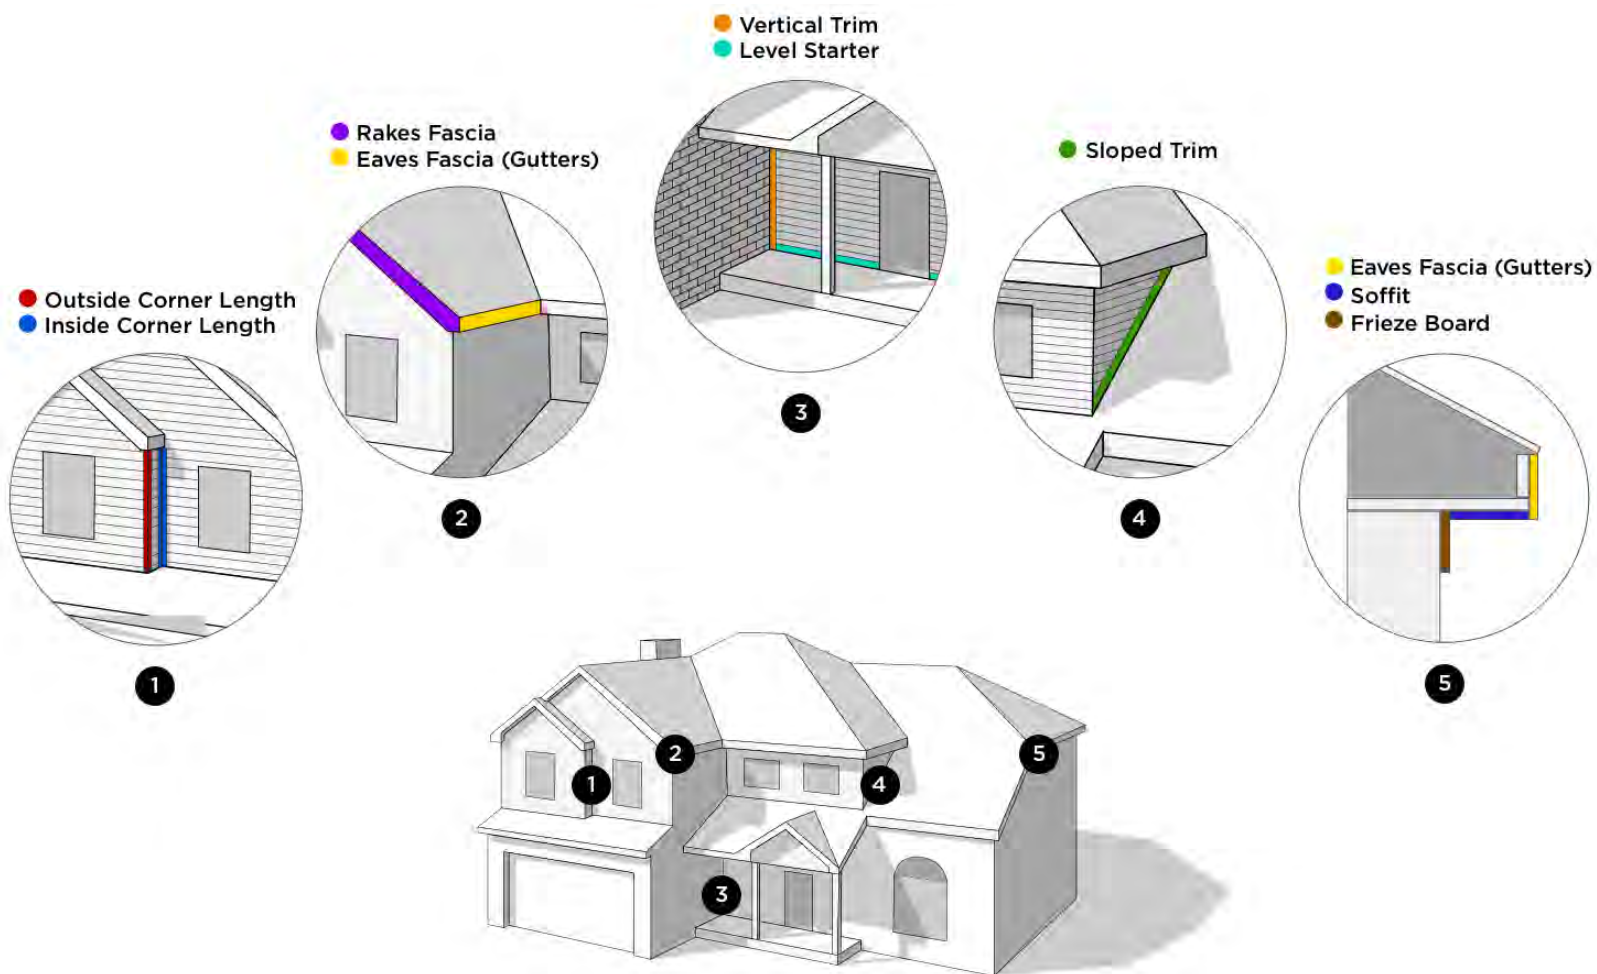 Vertical Trim
Level Starter
Rakes Fascia
Eaves Fascia (Gutters)
Sloped Trim
Outside Corner Length
Inside Corner Length
Eaves Fascia (Gutters)
Soffit
Frieze Board
3
2
4
1
5
2
5
1
4
3